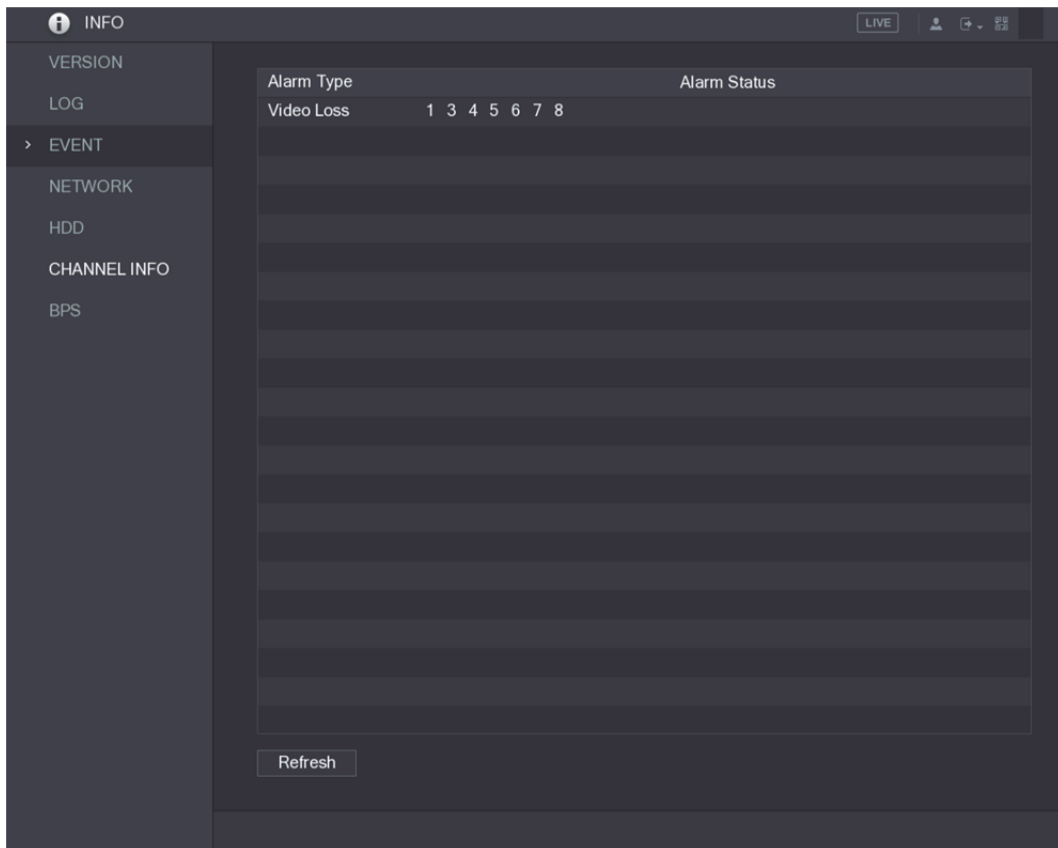 INFO
LIVE
VERSION
LOG
EVENT
NETWORK
HDD
CHANNEL INFO
BPS
Alarm Type Alarm Status
Video Loss 1 3 4 5 6 7 8
Refresh